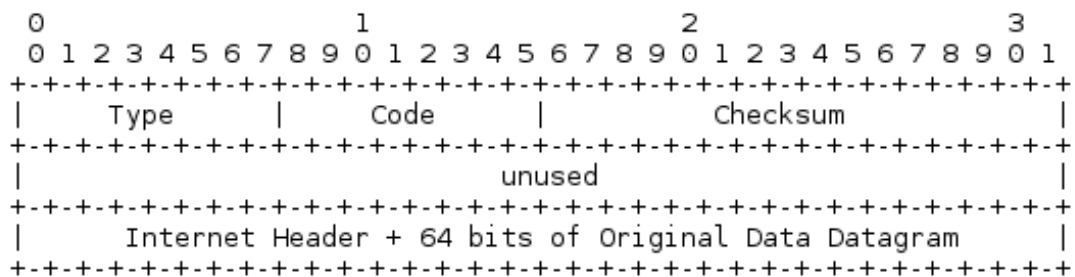 0                   1                   2                   3
 0 1 2 3 4 5 6 7 8 9 0 1 2 3 4 5 6 7 8 9 0 1 2 3 4 5 6 7 8 9 0 1
+-+-+-+-+-+-+-+-+-+-+-+-+-+-+-+-+-+-+-+-+-+-+-+-+-+-+-+-+-+-+-+-+
|     Type      |     Code      |          Checksum             |
+-+-+-+-+-+-+-+-+-+-+-+-+-+-+-+-+-+-+-+-+-+-+-+-+-+-+-+-+-+-+-+-+
|                             unused                            |
+-+-+-+-+-+-+-+-+-+-+-+-+-+-+-+-+-+-+-+-+-+-+-+-+-+-+-+-+-+-+-+-+
|      Internet Header + 64 bits of Original Data Datagram      |
+-+-+-+-+-+-+-+-+-+-+-+-+-+-+-+-+-+-+-+-+-+-+-+-+-+-+-+-+-+-+-+-+